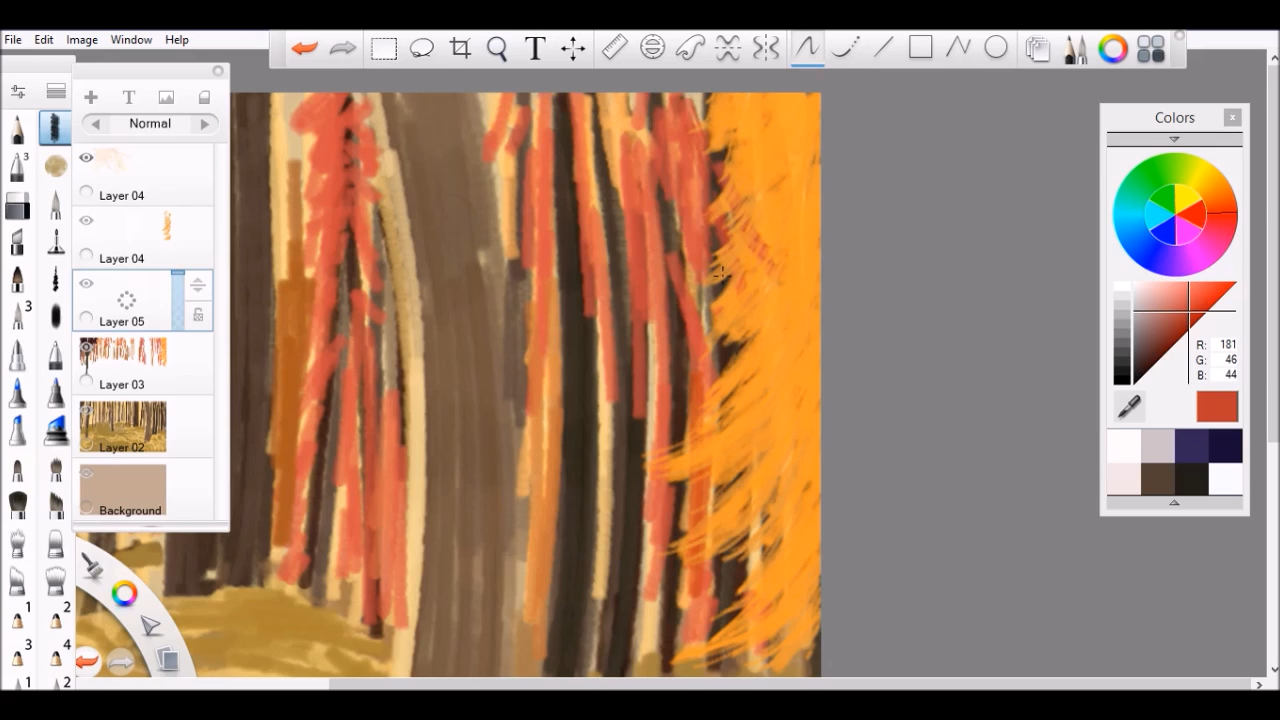 File Edit Image Window Help
T
T
Normal
Layer 04
Layer 04
Layer 05
Layer 03
Layer 02
Background
3
3
1 2
3 4
1 2
Colors
R: 181
G: 46
B: 44